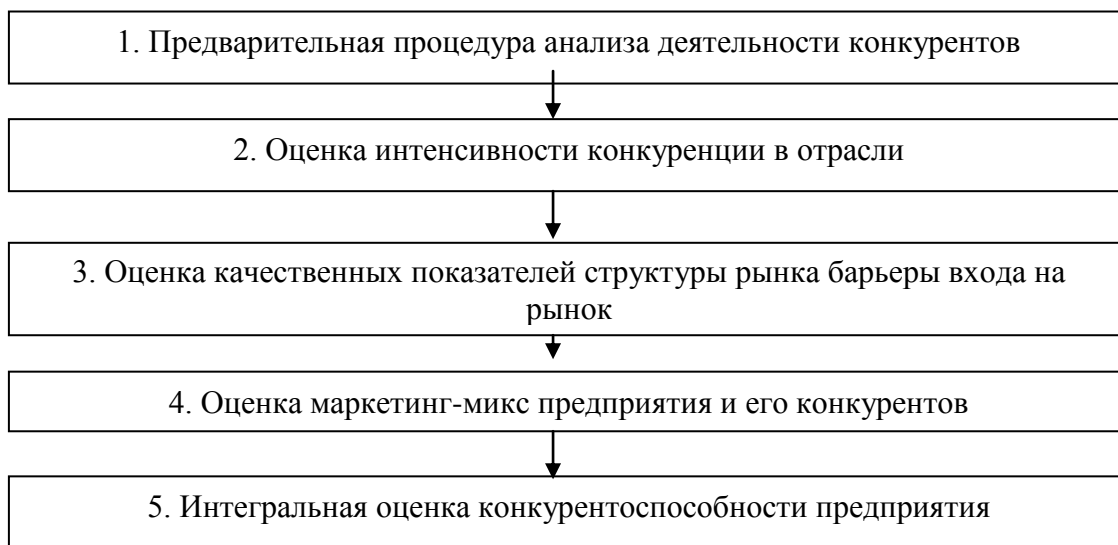 1. Предварительная процедура анализа деятельности конкурентов
2. Оценка интенсивности конкуренции в отрасли
3. Оценка качественных показателей структуры рынка барьеры входа на
рынок
4. Оценка маркетинг-микс предприятия и его конкурентов
5. Интегральная оценка конкурентоспособности предприятия